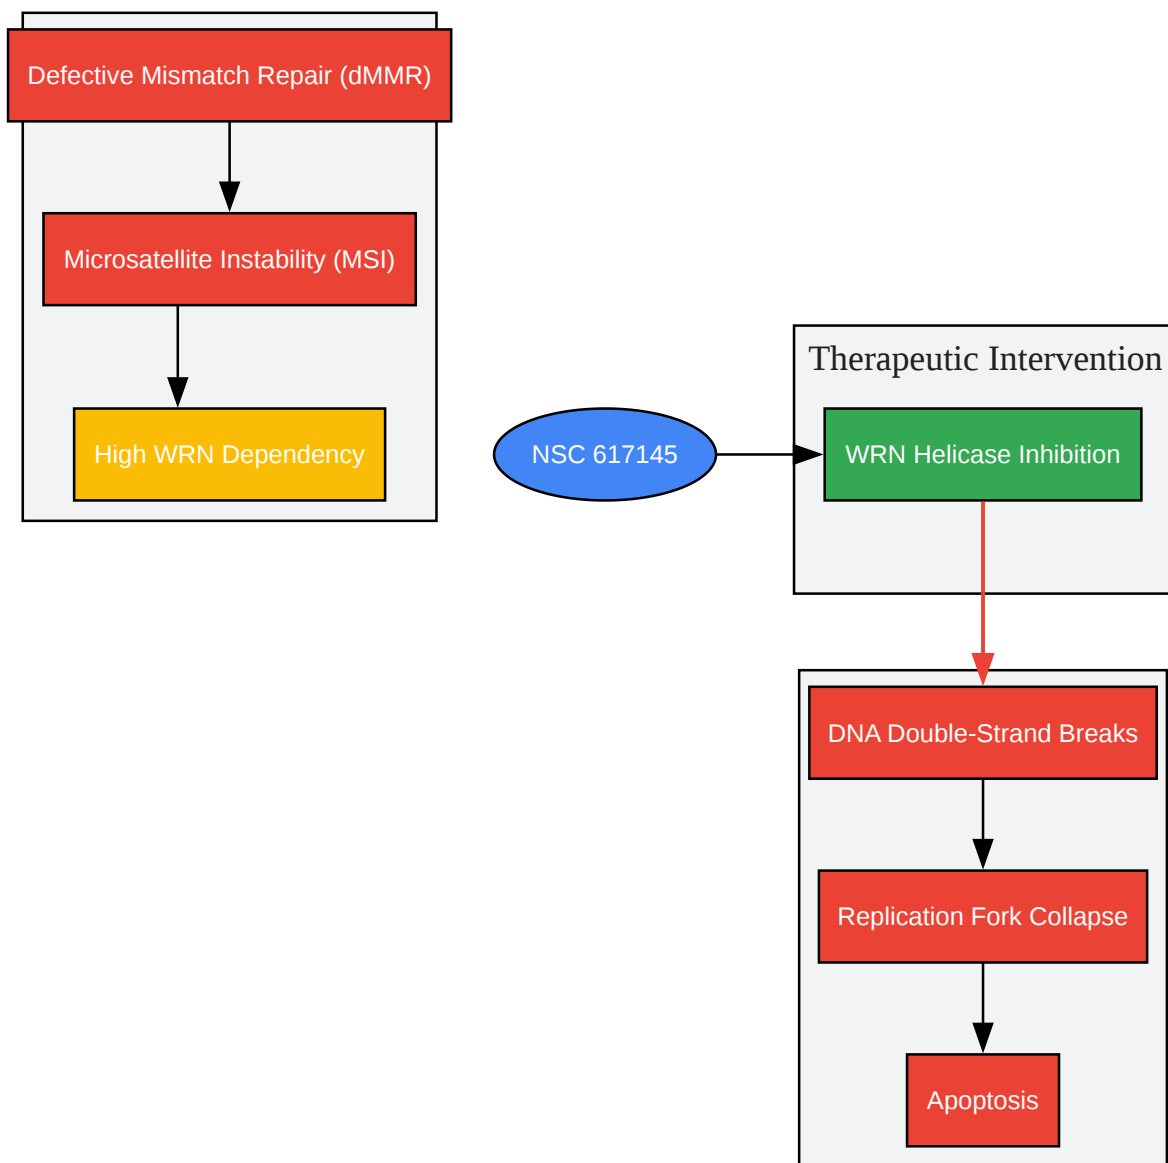 Defective Mismatch Repair (dMMR)
Microsatellite Instability (MSI)
High WRN Dependency
NSC 617145
Therapeutic Intervention
WRN Helicase Inhibition
DNA Double-Strand Breaks
Replication Fork Collapse
Apoptosis